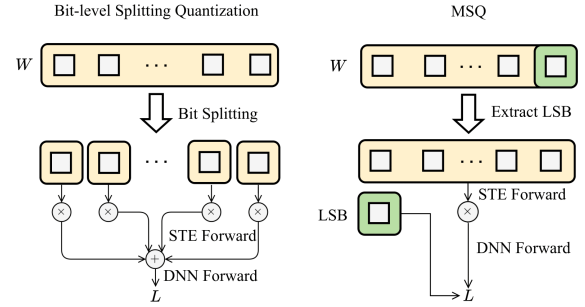 Bit-level Splitting Quantization
MSQ
W
. . .
W
. . .
Bit Splitting
Extract LSB
. . .
. . .
× × × ×
STE Forward
+
DNN Forward
L
STE Forward
LSB
×
DNN Forward
L